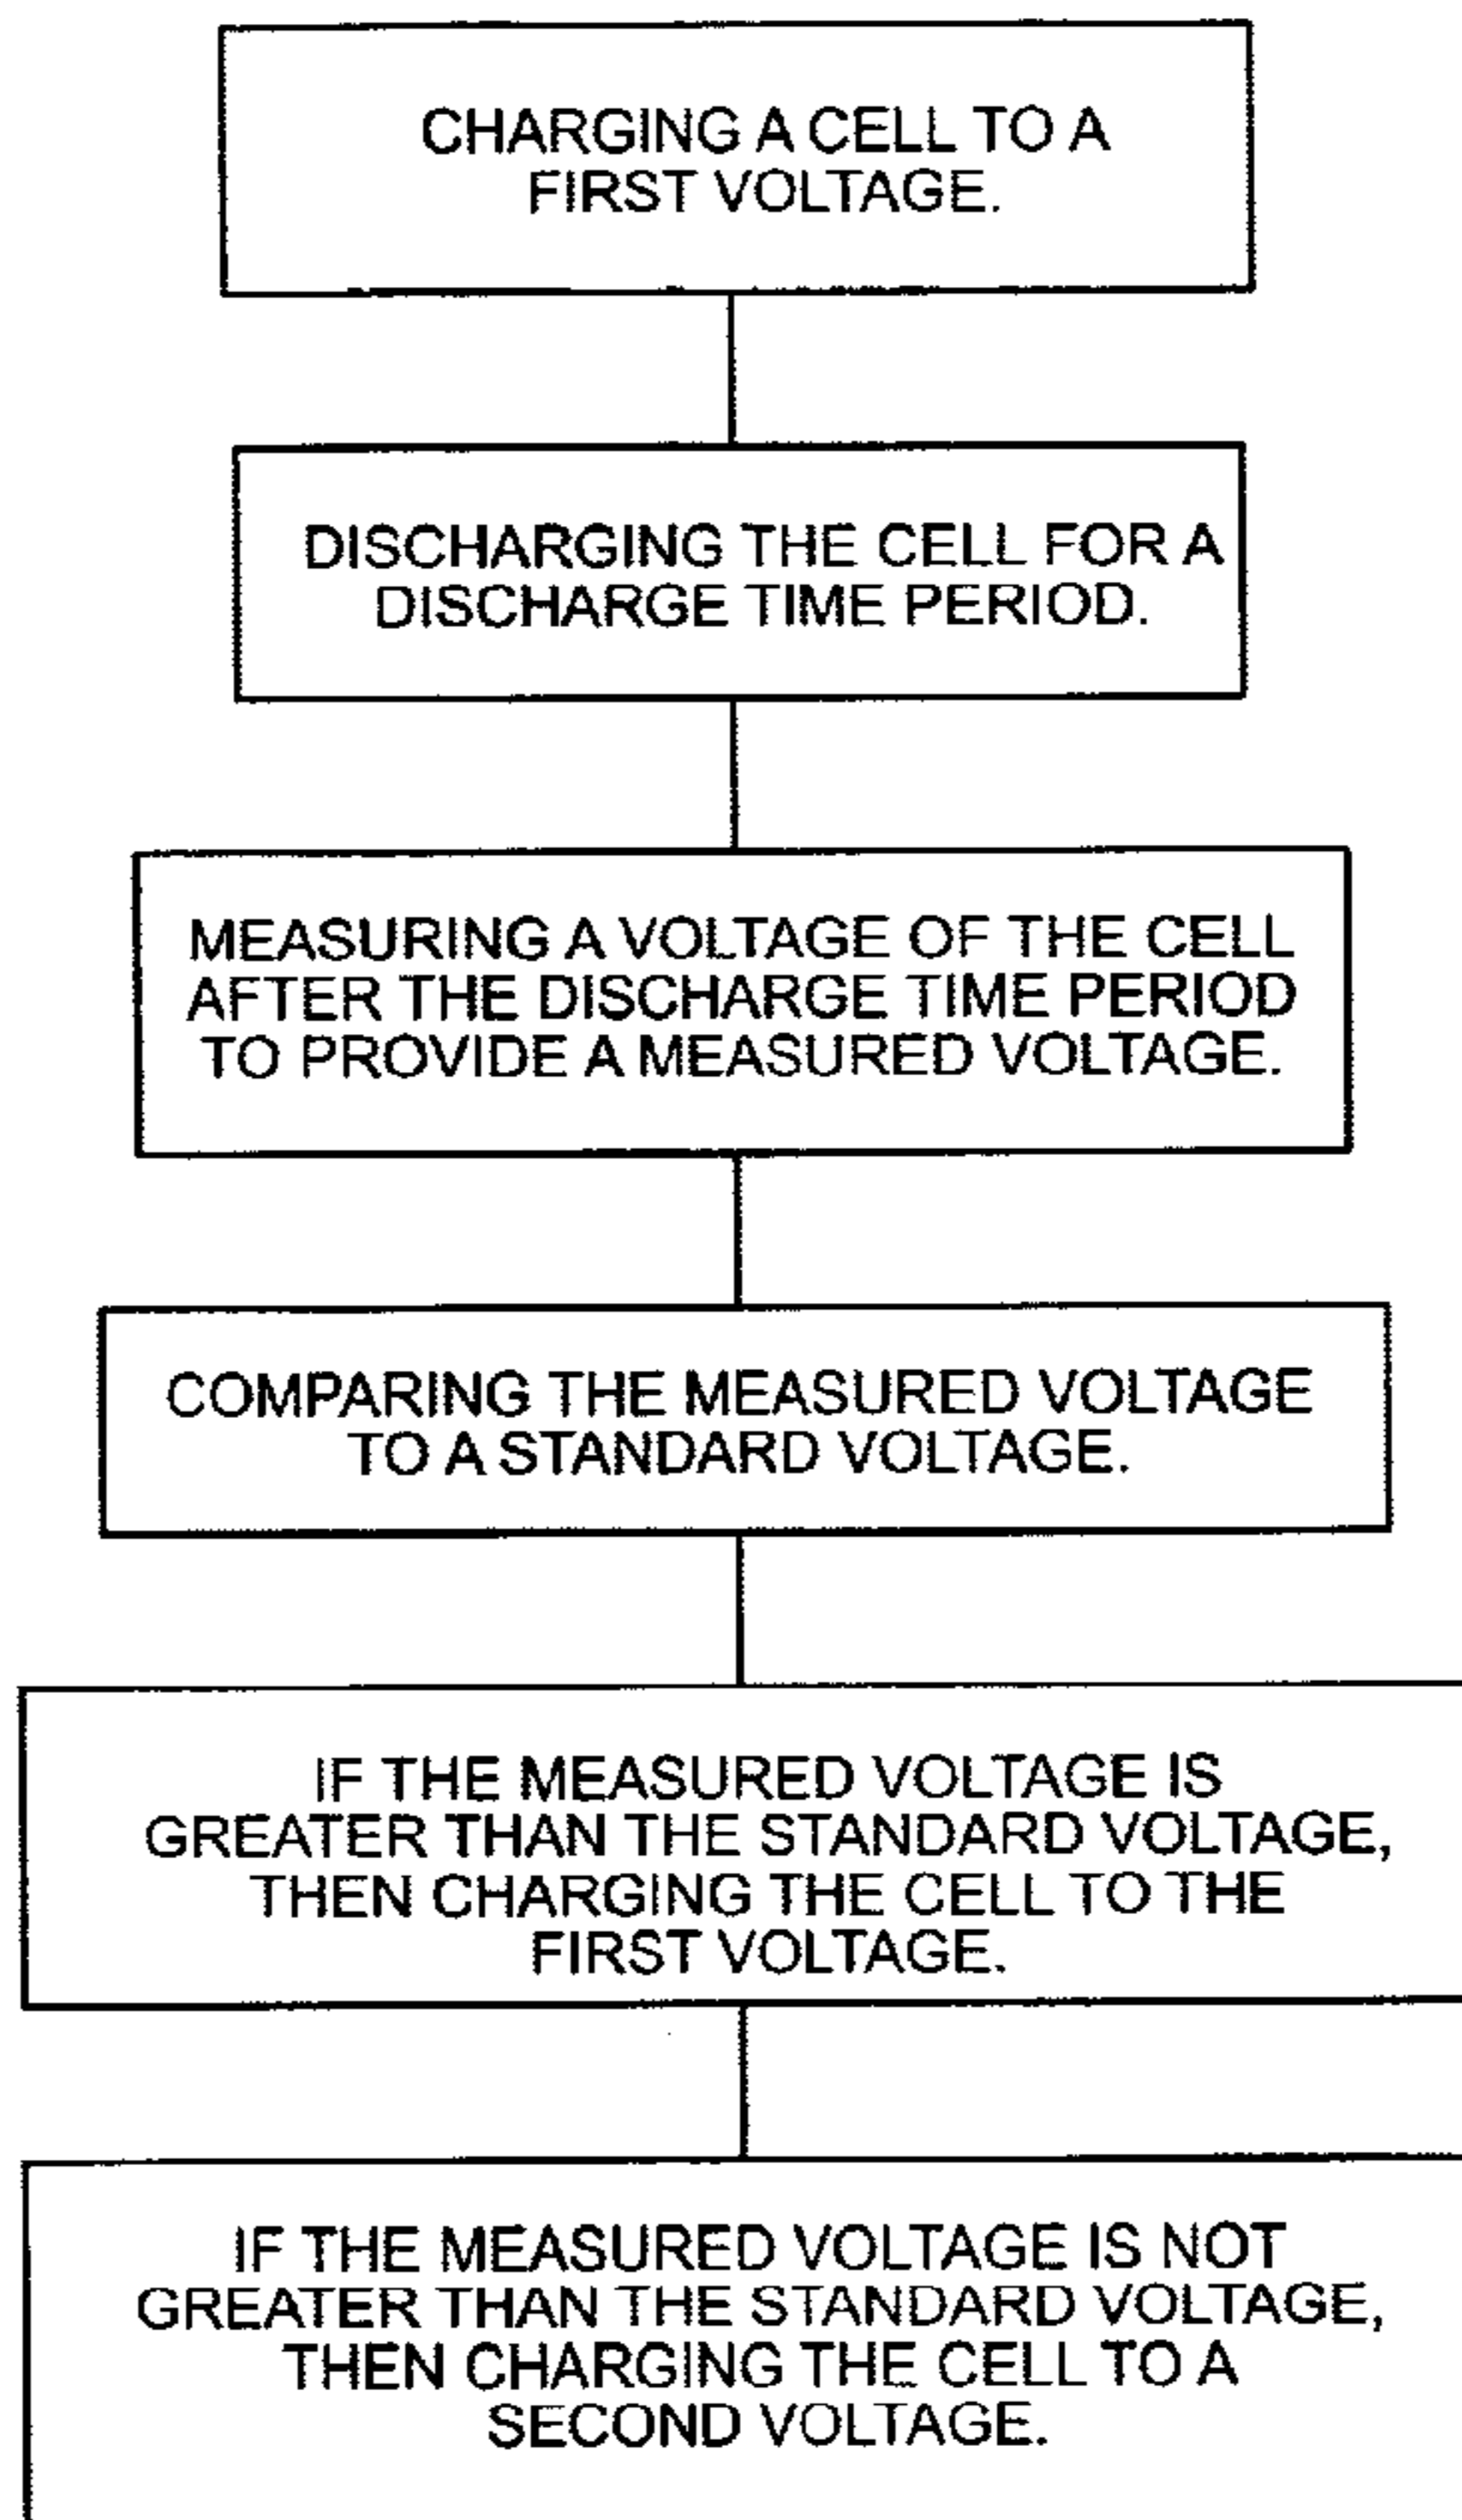 CHARGING A CELL TO A
FIRST VOLTAGE.
DISCHARGING THE CELL FOR A
DISCHARGE TIME PERIOD.
MEASURING A VOLTAGE OF THE CELL
AFTER THE DISCHARGE TIME PERIOD
TO PROVIDE A MEASURED VOLTAGE.
COMPARING THE MEASURED VOLTAGE
TO A STANDARD VOLTAGE.
IF THE MEASURED VOLTAGE IS
GREATER THAN THE STANDARD VOLTAGE,
THEN CHARGING THE CELL TO THE
FIRST VOLTAGE.
IF THE MEASURED VOLTAGE IS NOT
GREATER THAN THE STANDARD VOLTAGE,
THEN CHARGING THE CELL TO A
SECOND VOLTAGE.